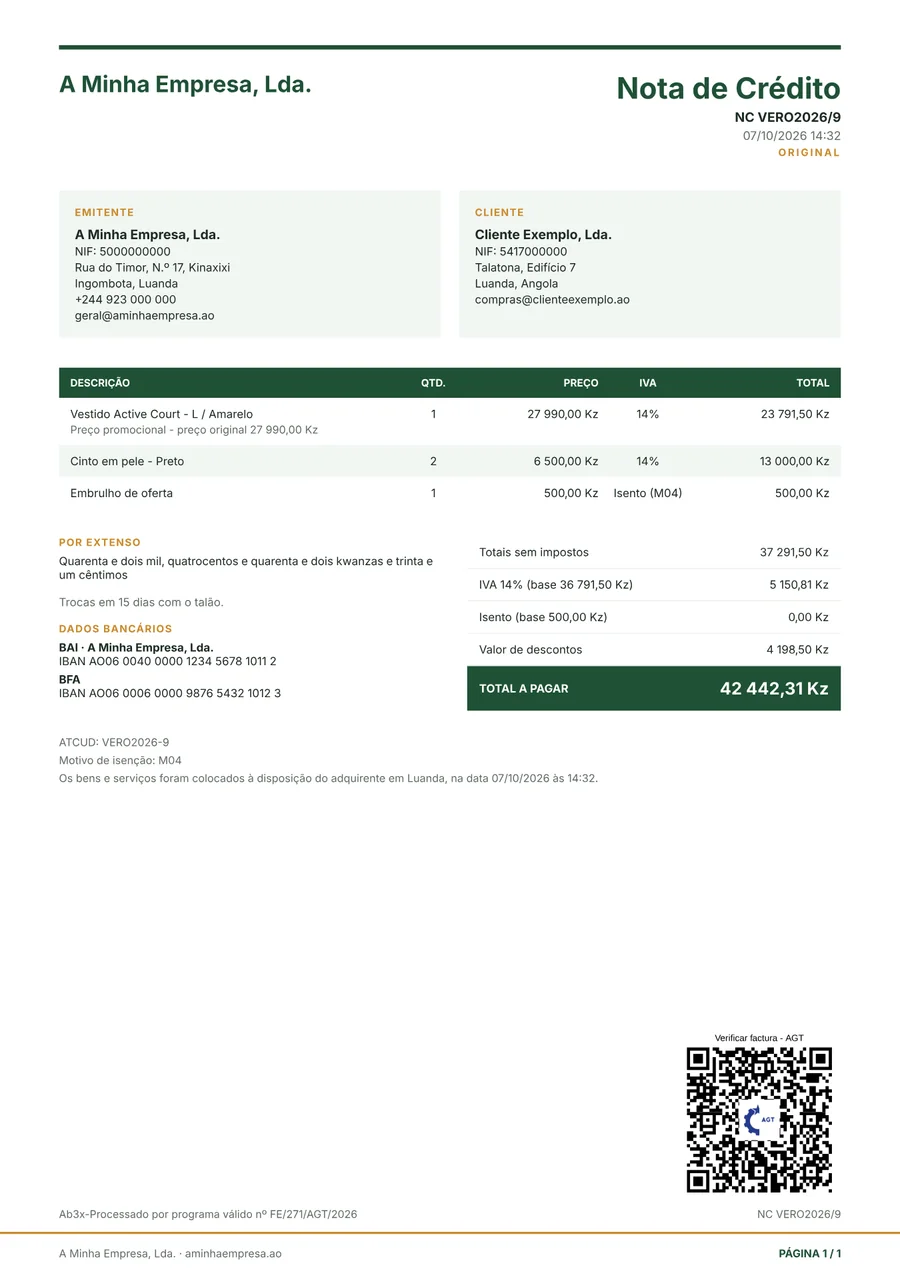 A Minha Empresa, Lda.
Nota de Crédito
NC VERO2026/9
07/10/2026 14:32
ORIGINAL
EMITENTE
A Minha Empresa, Lda.
NIF: 5000000000
Rua do Timor, N.º 17, Kinaxixi
Ingombota, Luanda
+244 923 000 000
geral@aminhaempresa.ao
CLIENTE
Cliente Exemplo, Lda.
NIF: 5417000000
Talatona, Edifício 7
Luanda, Angola
compras@clienteexemplo.ao
DESCRIÇÃO QTD. PREÇO IVA TOTAL
Vestido Active Court - L / Amarelo 1 27 990,00 Kz 14% 23 791,50 Kz
Preço promocional - preço original 27 990,00 Kz
Cinto em pele - Preto 2 6 500,00 Kz 14% 13 000,00 Kz
Embrulho de oferta 1 500,00 Kz Isento (M04) 500,00 Kz
POR EXTENSO
Quarenta e dois mil, quatrocentos e quarenta e dois kwanzas e trinta e
um cêntimos
Trocas em 15 dias com o talão.
DADOS BANCÁRIOS
BAI · A Minha Empresa, Lda.
IBAN AO06 0040 0000 1234 5678 1011 2
BFA
IBAN AO06 0006 0000 9876 5432 1012 3
Totais sem impostos 37 291,50 Kz
IVA 14% (base 36 791,50 Kz) 5 150,81 Kz
Isento (base 500,00 Kz) 0,00 Kz
Valor de descontos 4 198,50 Kz
TOTAL A PAGAR 42 442,31 Kz
ATCUD: VERO2026-9
Motivo de isenção: M04
Os bens e serviços foram colocados à disposição do adquirente em Luanda, na data 07/10/2026 às 14:32.
Verificar factura - AGT
AGT
Ab3x-Processado por programa válido nº FE/271/AGT/2026
NC VERO2026/9
A Minha Empresa, Lda. · aminhaempresa.ao
PÁGINA 1 / 1